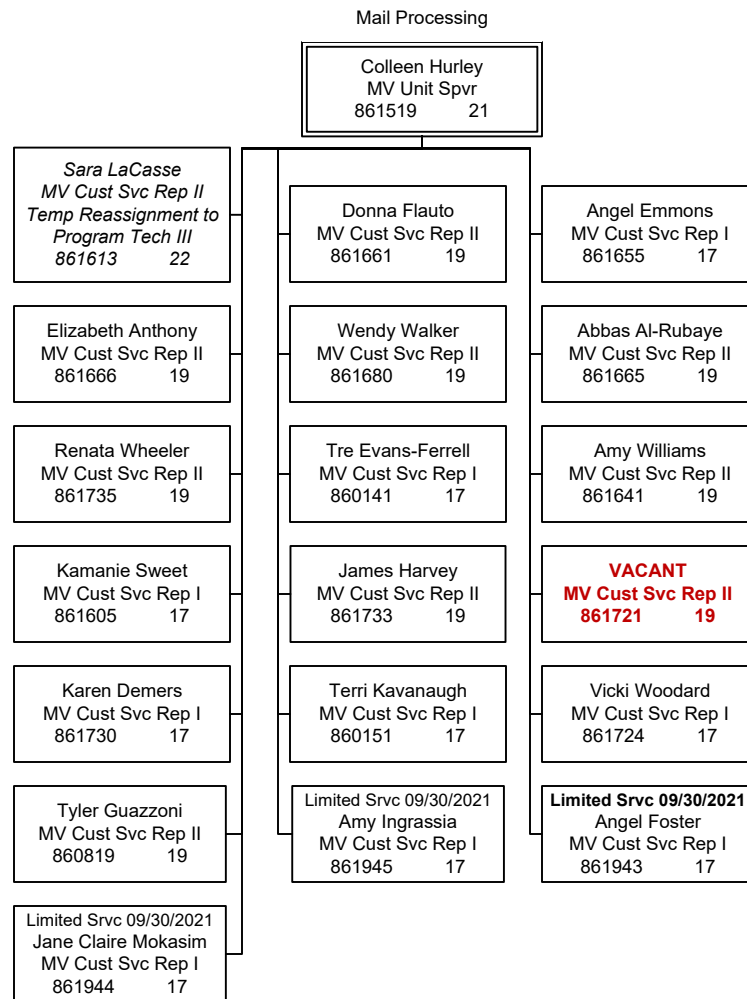 Mail Processing
Colleen Hurley
MV Unit Spvr
861519 21
Sara LaCasse
MV Cust Svc Rep II
Temp Reassignment to
Program Tech III
861613 22
Elizabeth Anthony
MV Cust Svc Rep II
861666 19
Renata Wheeler
MV Cust Svc Rep II
861735 19
Kamanie Sweet
MV Cust Svc Rep I
861605 17
Karen Demers
MV Cust Svc Rep I
861730 17
Tyler Guazzoni
MV Cust Svc Rep II
860819 19
Limited Srvc 09/30/2021
Jane Claire Mokasim
MV Cust Svc Rep I
861944 17
Donna Flauto
MV Cust Svc Rep II
861661 19
Wendy Walker
MV Cust Svc Rep II
861680 19
Tre Evans-Ferrell
MV Cust Svc Rep I
860141 17
James Harvey
MV Cust Svc Rep II
861733 19
Terri Kavanaugh
MV Cust Svc Rep I
860151 17
Limited Srvc 09/30/2021
Amy Ingrassia
MV Cust Svc Rep I
861945 17
Angel Emmons
MV Cust Svc Rep I
861655 17
Abbas Al-Rubaye
MV Cust Svc Rep II
861665 19
Amy Williams
MV Cust Svc Rep II
861641 19
VACANT
MV Cust Svc Rep II
861721 19
Vicki Woodard
MV Cust Svc Rep I
861724 17
Limited Srvc 09/30/2021
Angel Foster
MV Cust Svc Rep I
861943 17